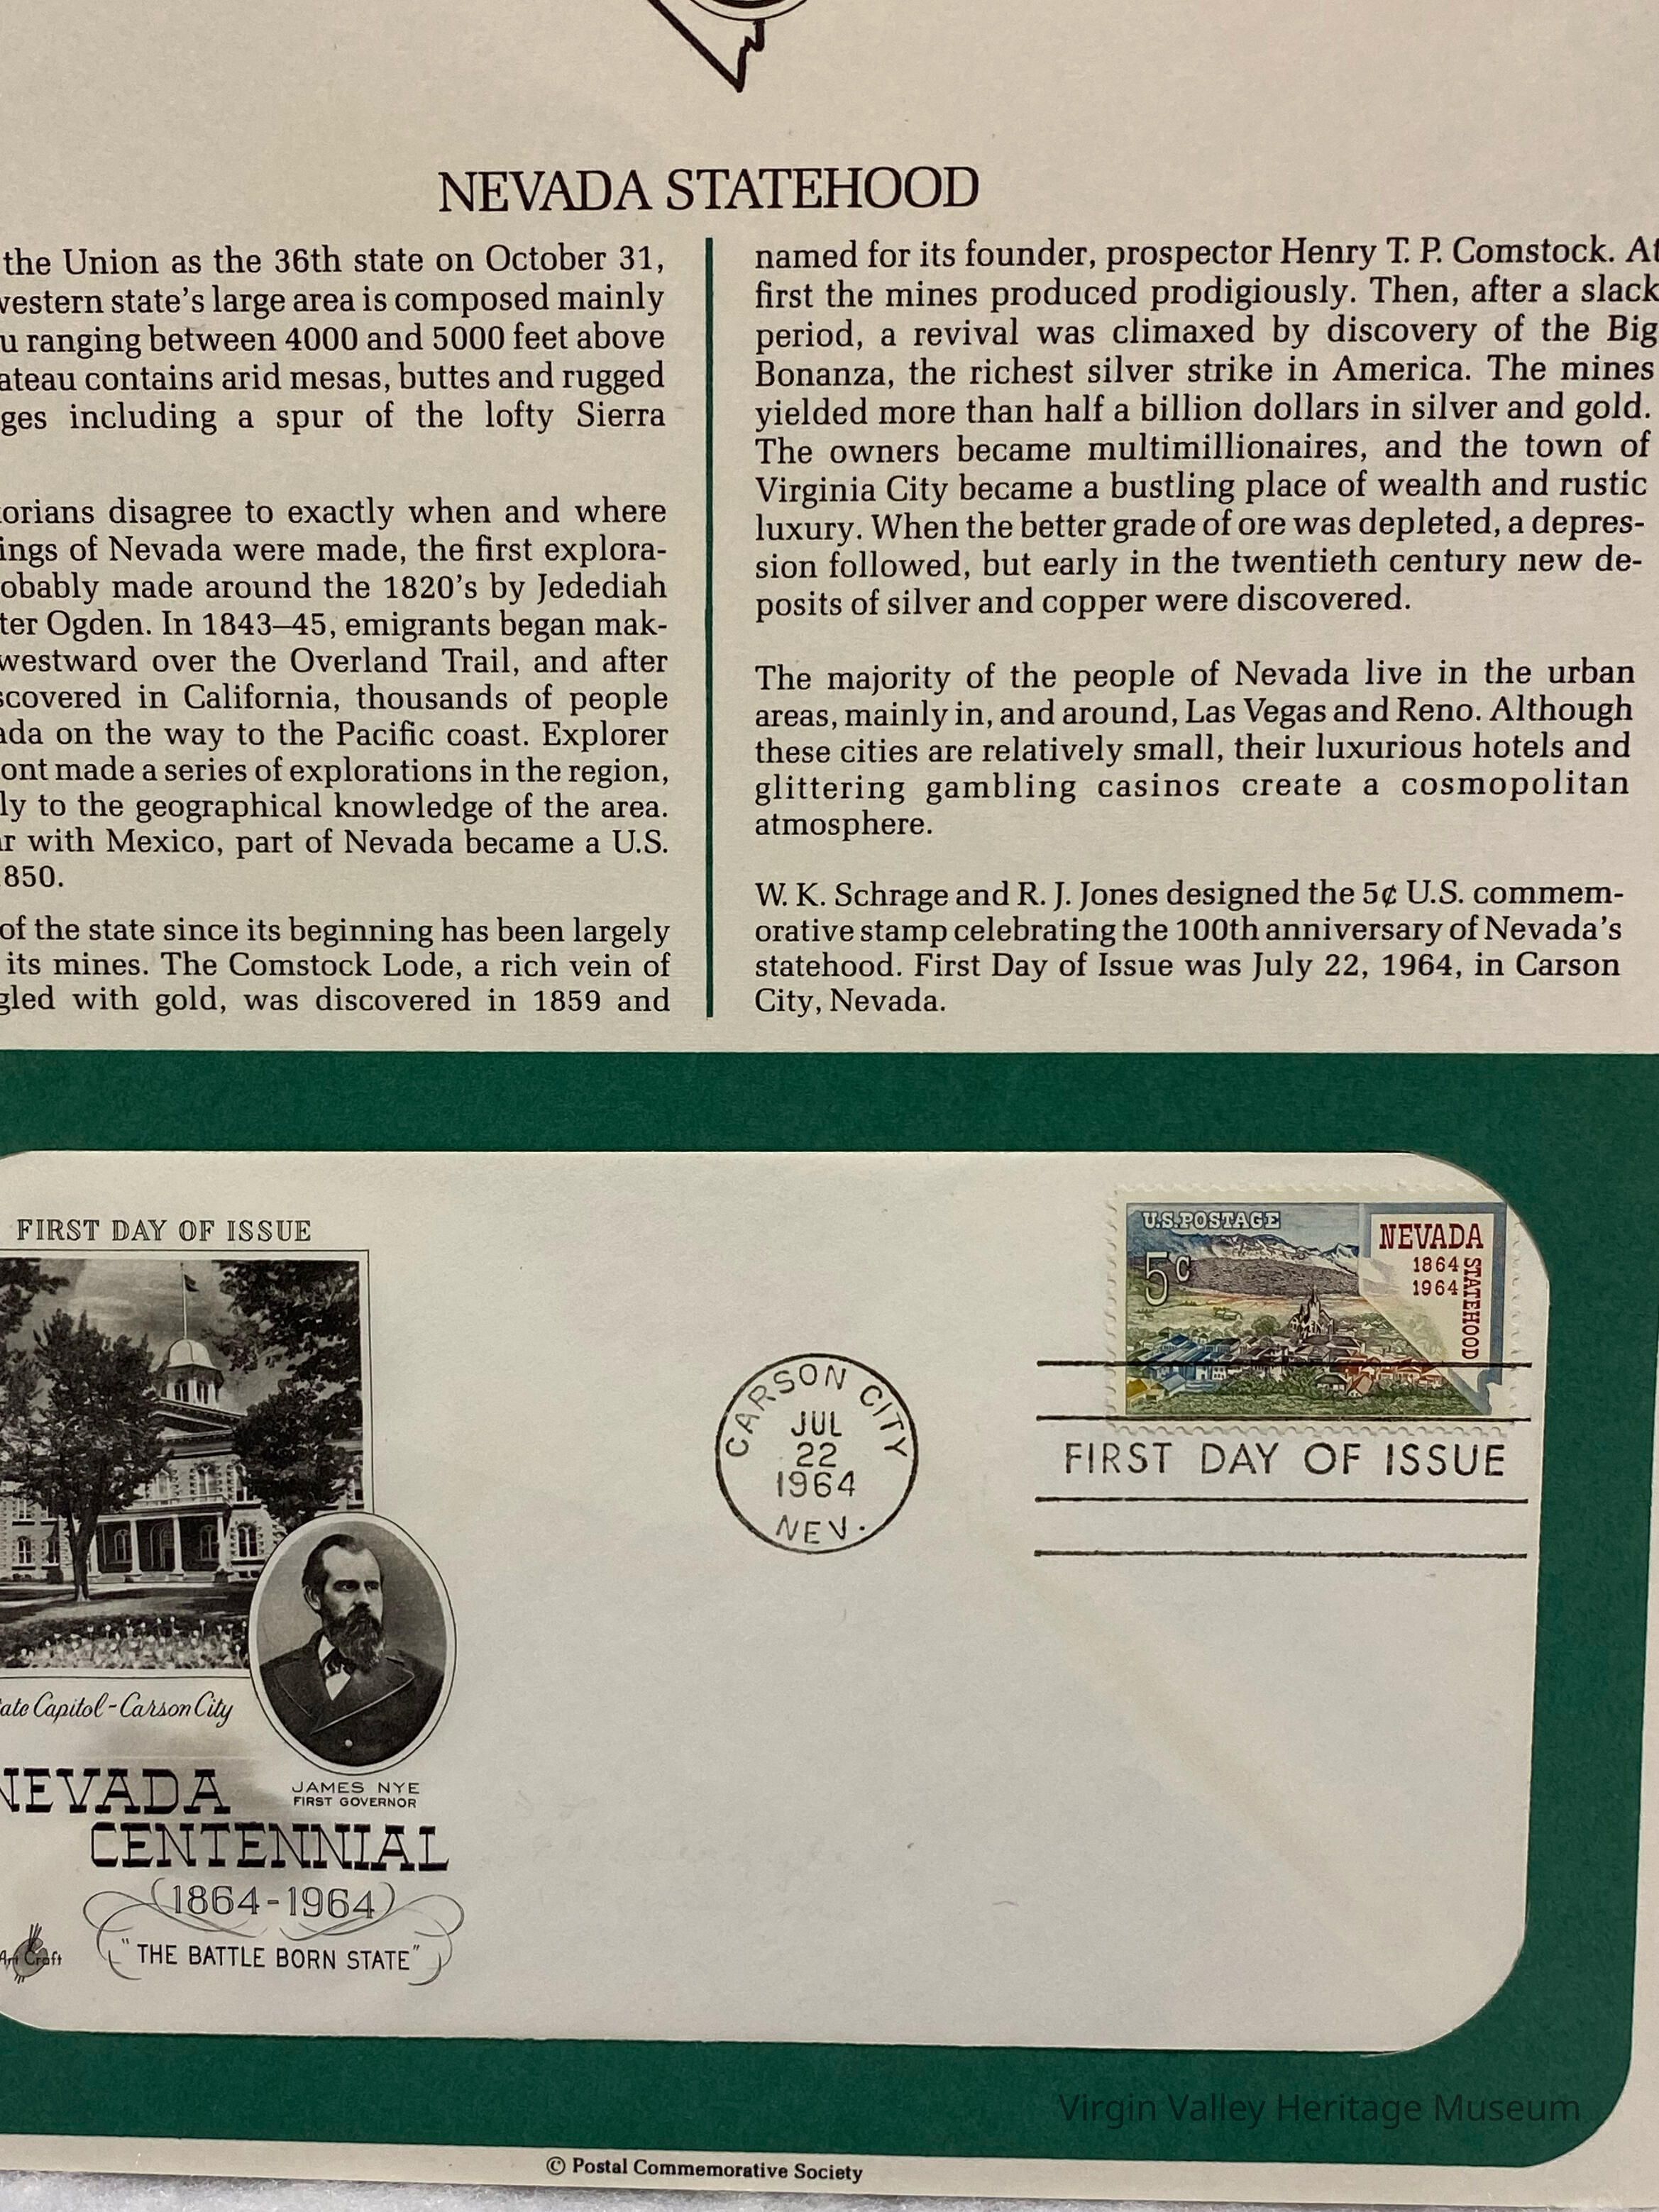 NEVADA STATEHOOD
the Union as the 36th state on October 31,
western state's large area is composed mainly
u ranging between 4000 and 5000 feet above
ateau contains arid mesas, buttes and rugged
ges including a spur of the lofty Sierra
orians disagree to exactly when and where
ings of Nevada were made, the first explora-
obably made around the 1820's by Jedediah
ter Ogden. In 1843–45, emigrants began mak-
westward over the Overland Trail, and after
scovered in California, thousands of people
ada on the way to the Pacific coast. Explorer
ont made a series of explorations in the region,
ly to the geographical knowledge of the area.
ar with Mexico, part of Nevada became a U.S.
850.
of the state since its beginning has been largely
its mines. The Comstock Lode, a rich vein of
gled with gold, was discovered in 1859 and
named for its founder, prospector Henry T. P. Comstock. At
first the mines produced prodigiously. Then, after a slack
period, a revival was climaxed by discovery of the Big
Bonanza, the richest silver strike in America. The mines
yielded more than half a billion dollars in silver and gold.
The owners became multimillionaires, and the town of
Virginia City became a bustling place of wealth and rustic
luxury. When the better grade of ore was depleted, a depres-
sion followed, but early in the twentieth century new de-
posits of silver and copper were discovered.
The majority of the people of Nevada live in the urban
areas, mainly in, and around, Las Vegas and Reno. Although
these cities are relatively small, their luxurious hotels and
glittering gambling casinos create a cosmopolitan
atmosphere.
W. K. Schrage and R. J. Jones designed the 5¢ U.S. commem-
orative stamp celebrating the 100th anniversary of Nevada's
statehood. First Day of Issue was July 22, 1964, in Carson
City, Nevada.
FIRST DAY OF ISSUE
ate Capitol - Carson City
JAMES NYE
FIRST GOVERNOR
NEVADA
CENTENNIAL
(1864-1964)
"THE BATTLE BORN STATE"
Art Craft
CARSON CITY
JUL
22
1964
NEV.
U.S. POSTAGE
5c
NEVADA
1864
1964
STATEHOOD
FIRST DAY OF ISSUE
Virgin Valley Heritage Museum
© Postal Commemorative Society